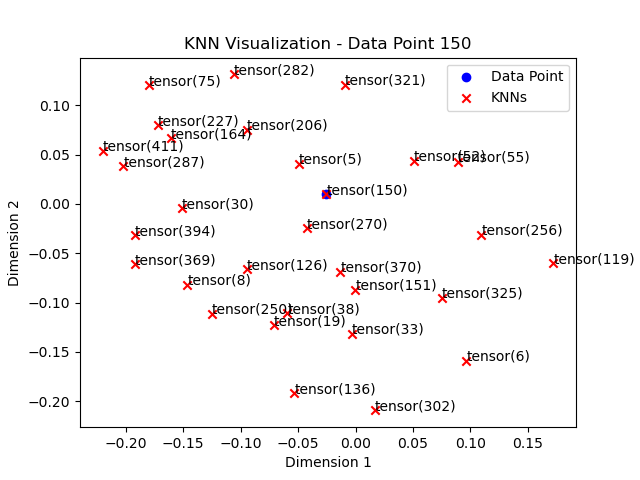 KNN Visualization - Data Point 150
Data Point
KNNs
tensor(282)
tensor(75)
tensor(321)
tensor(227)
tensor(206)
tensor(164)
tensor(411)
tensor(287)
tensor(5)
tensor(52)
tensor(55)
tensor(150)
tensor(30)
tensor(270)
tensor(394)
tensor(256)
tensor(369)
tensor(126)
tensor(370)
tensor(119)
tensor(8)
tensor(151)
tensor(325)
tensor(250)
tensor(38)
tensor(19)
tensor(33)
tensor(6)
tensor(136)
tensor(302)
0.10
0.05
0.00
−0.05
−0.10
−0.15
−0.20
Dimension 2
−0.20 −0.15 −0.10 −0.05 0.00 0.05 0.10 0.15
Dimension 1